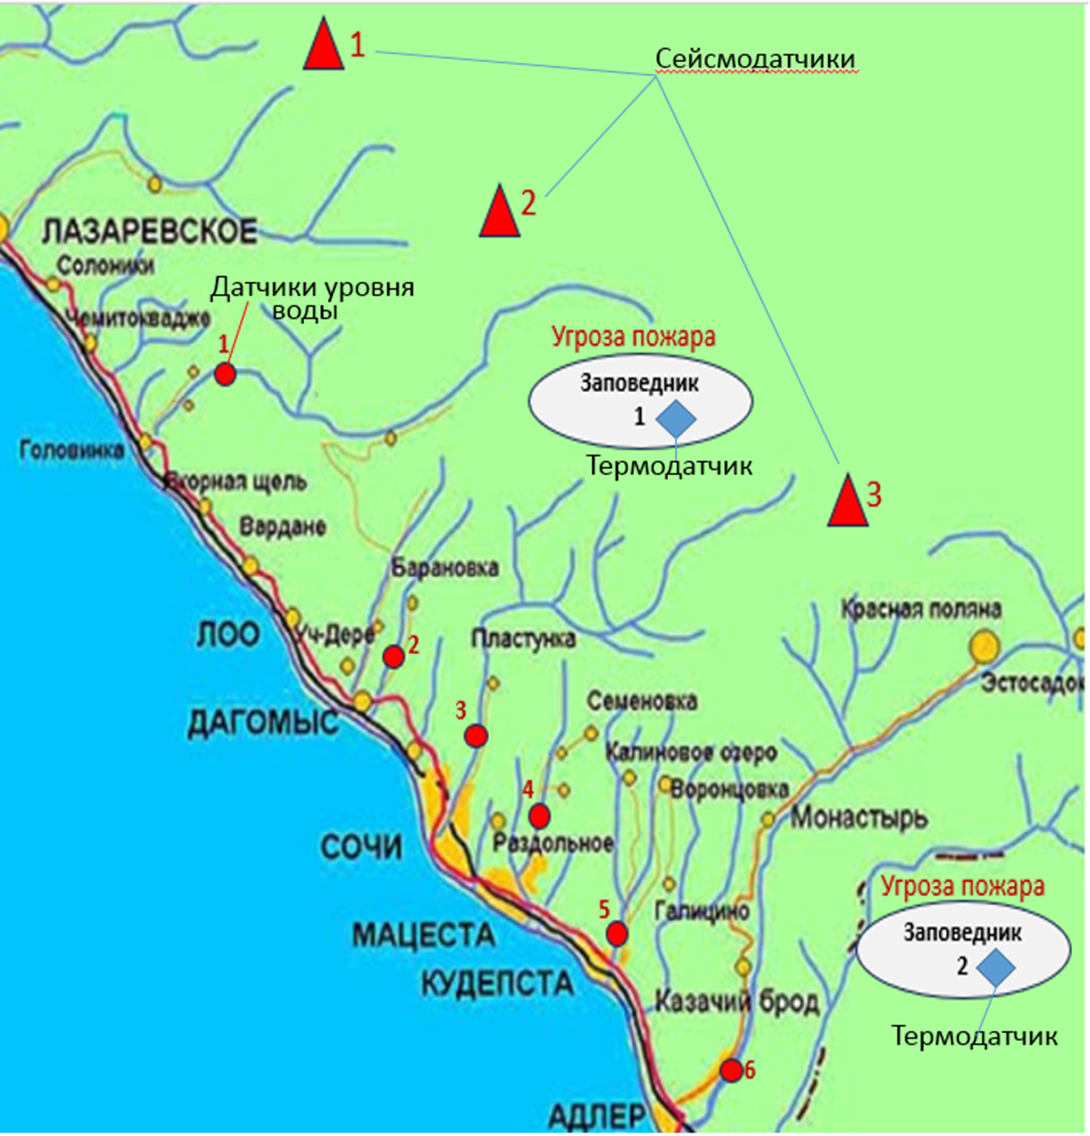 1
Сейсмодатчики
2
ЛАЗАРЕВСКОЕ
Солоники
Датчики уровня
воды
Чемитоквадже
1
Угроза пожара
Заповедник
1
Термодатчик
Головинка
Якорная щель
3
Вардане
Барановка
Красная поляна
ЛОО
Уч-Дере
2
Пластунка
Эстосадок
ДАГОМЫС
3
Семеновка
Калиновое озеро
4
Воронцовка
Монастырь
СОЧИ
Раздольное
Угроза пожара
5
Галицино
Заповедник
2
МАЦЕСТА
КУДЕПСТА
Казачий брод
Термодатчик
6
АДЛЕР